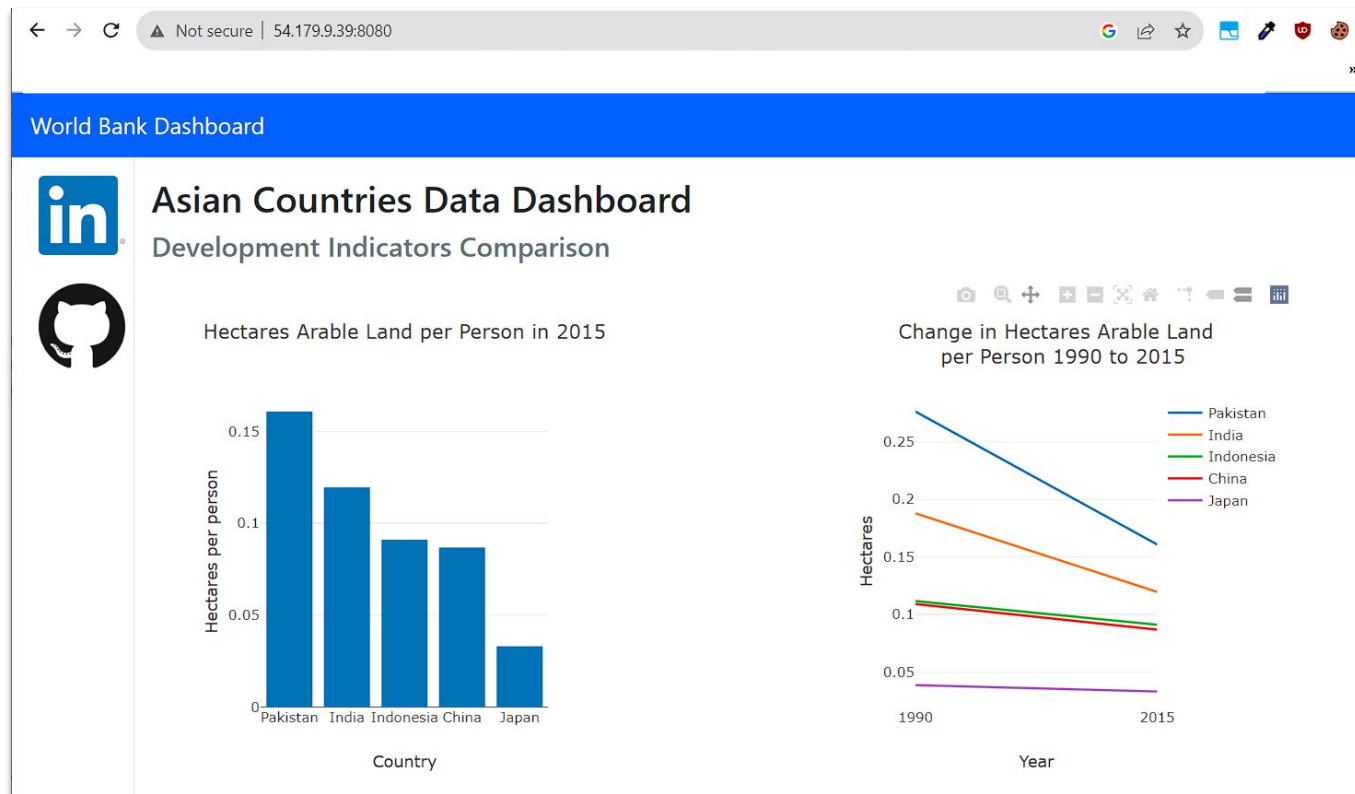 Not secure | 54.179.9.39:8080
G
UD
»
World Bank Dashboard
in
®
Asian Countries Data Dashboard
Development Indicators Comparison
Hectares Arable Land per Person in 2015
0.15
0.1
0.05
0
Hectares per person
Pakistan India Indonesia China Japan
Country
Change in Hectares Arable Land
per Person 1990 to 2015
0.25
0.2
0.15
0.1
0.05
Hectares
1990 2015
Year
Pakistan
India
Indonesia
China
Japan